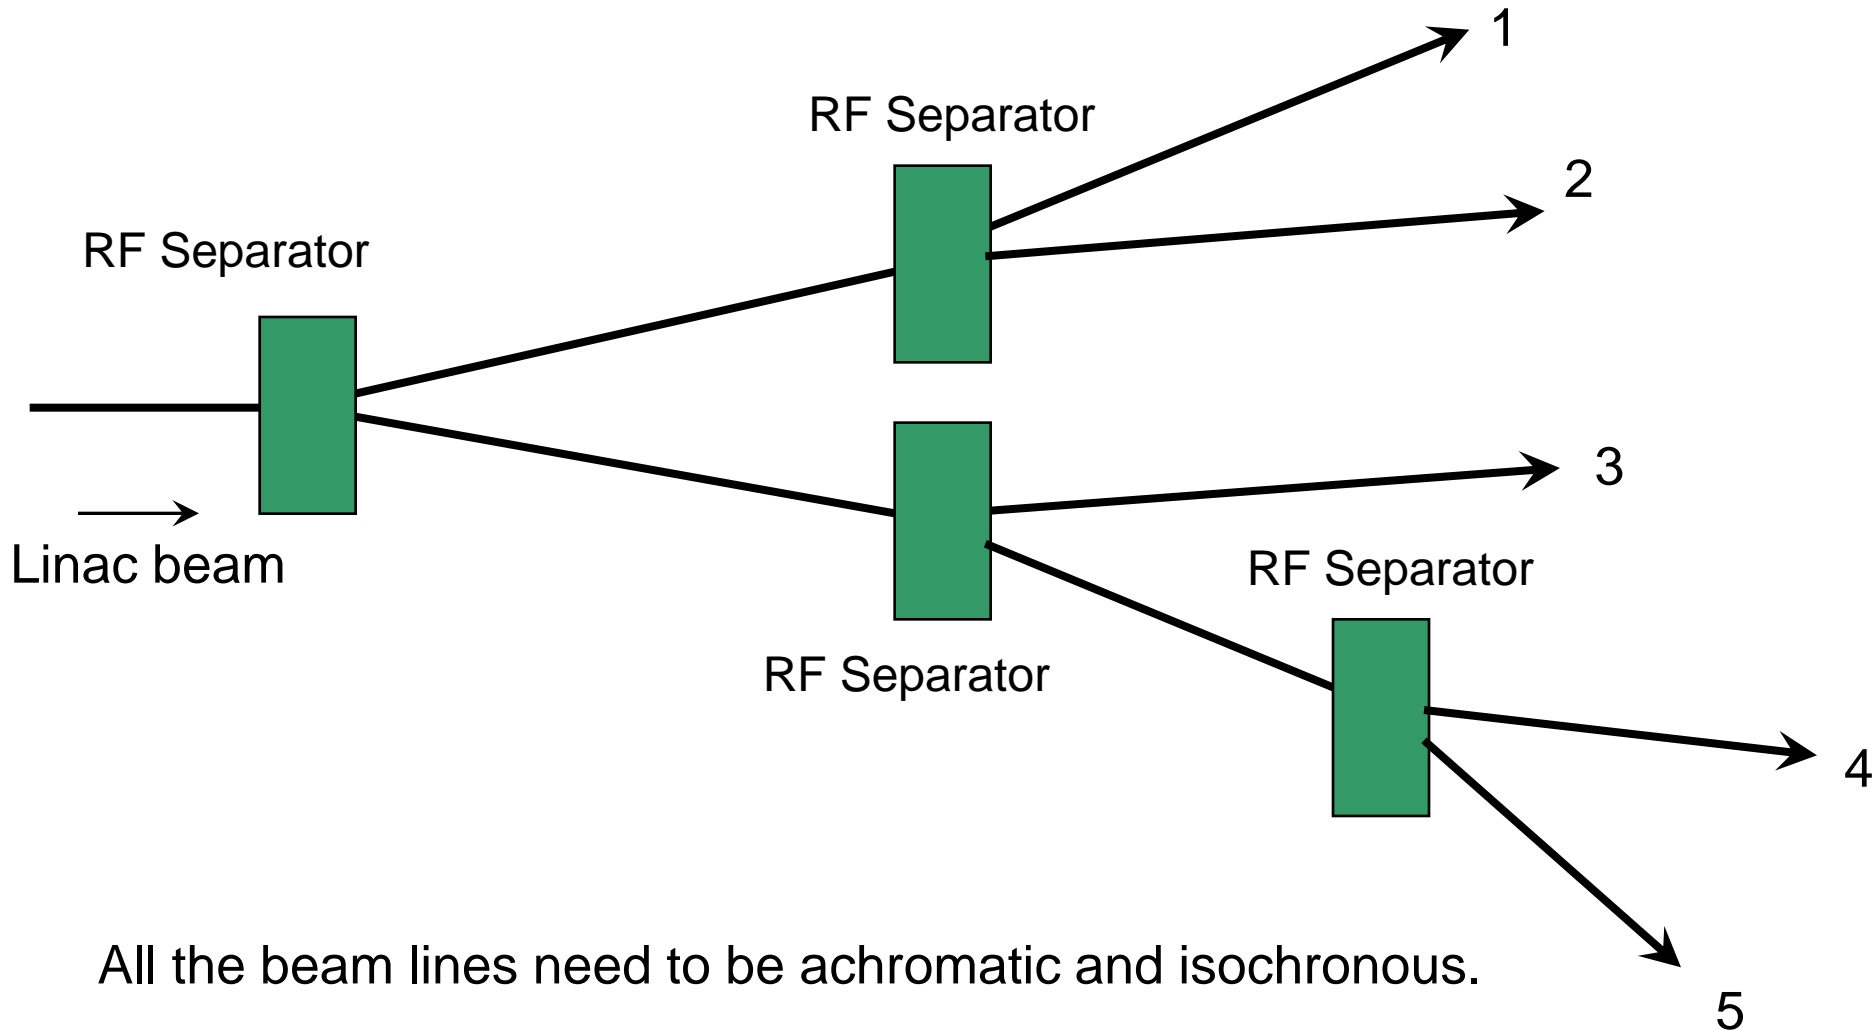 1
RF Separator
2
RF Separator
3
Linac beam
RF Separator
RF Separator
4
All the beam lines need to be achromatic and isochronous.
5